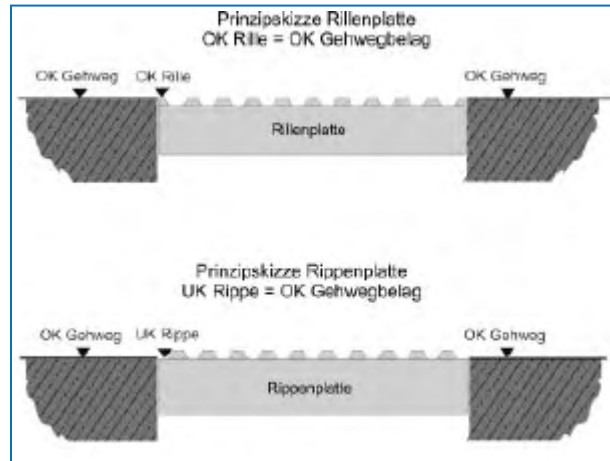 Prinzipskizze Rillenplatte
OK Rille = OK Gehwegbelag
OK Gehweg OK Rille OK Gehweg
Rillenplatte
Prinzipskizze Rippenplatte
UK Rippe = OK Gehwegbelag
OK Gehweg UK Rippe OK Gehweg
Rippenplatte